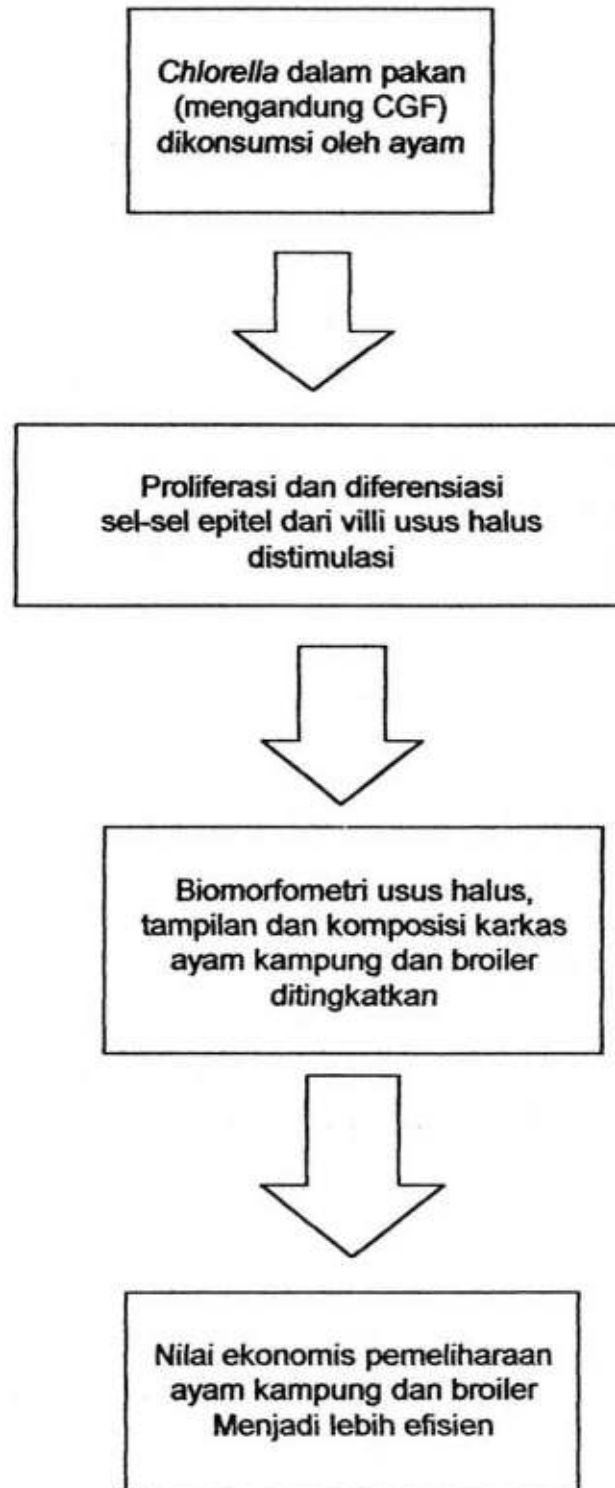 Chlorella dalam pakan
(mengandung CGF)
dikonsumsi oleh ayam
Proliferasi dan diferensiasi
sel-sel epitel dari villi usus halus
distimulasi
Biomorfometri usus halus,
tampilan dan komposisi karkas
ayam kampung dan broiler
ditingkatkan
Nilai ekonomis pemeliharaan
ayam kampung dan broiler
Menjadi lebih efisien